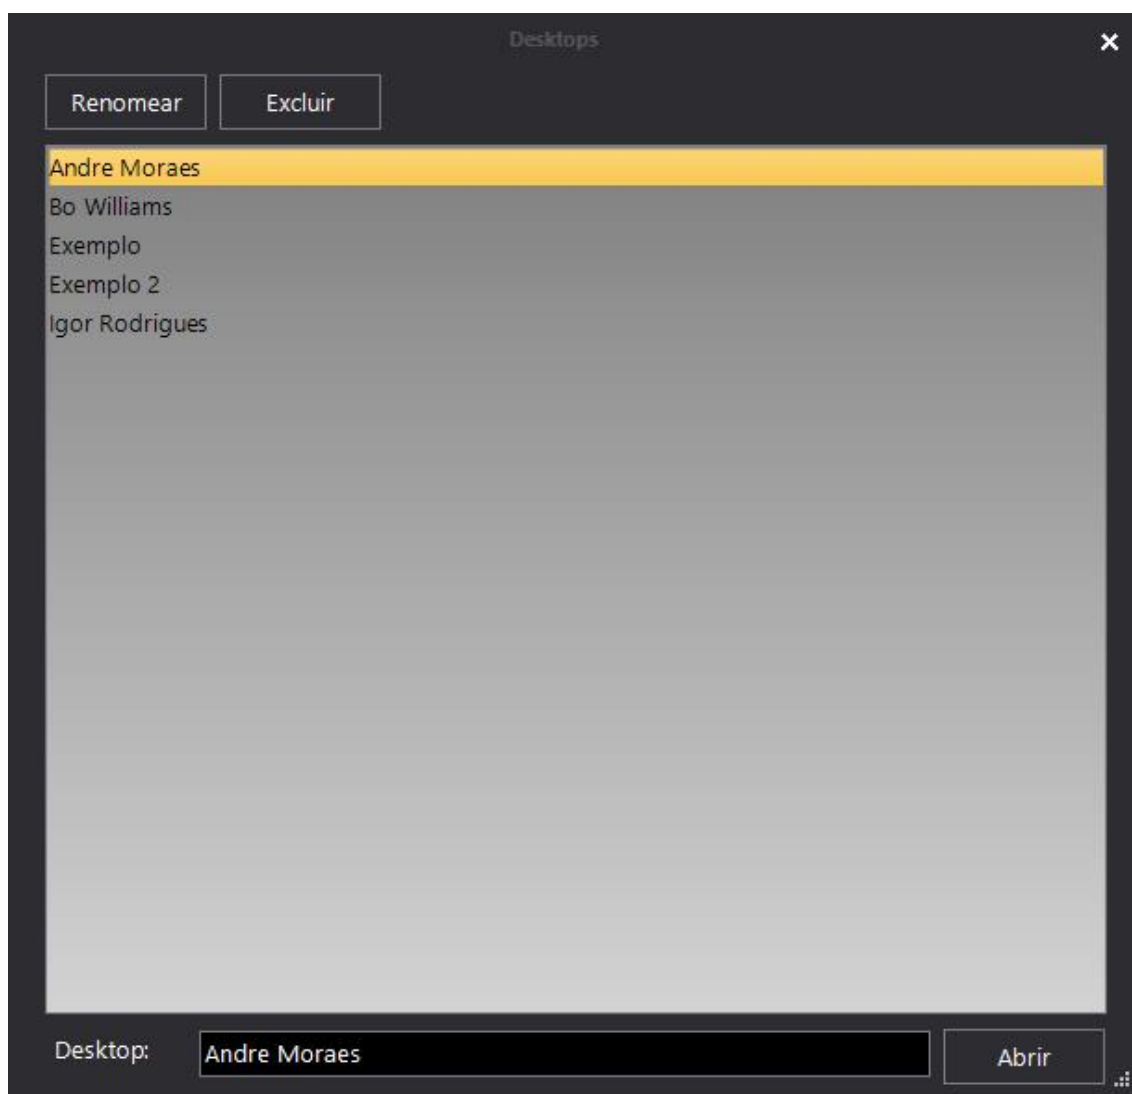 Desktops
Renomear Excluir
Andre Moraes
Bo Williams
Exemplo
Exemplo 2
Igor Rodrigues
Desktop: Andre Moraes Abrir